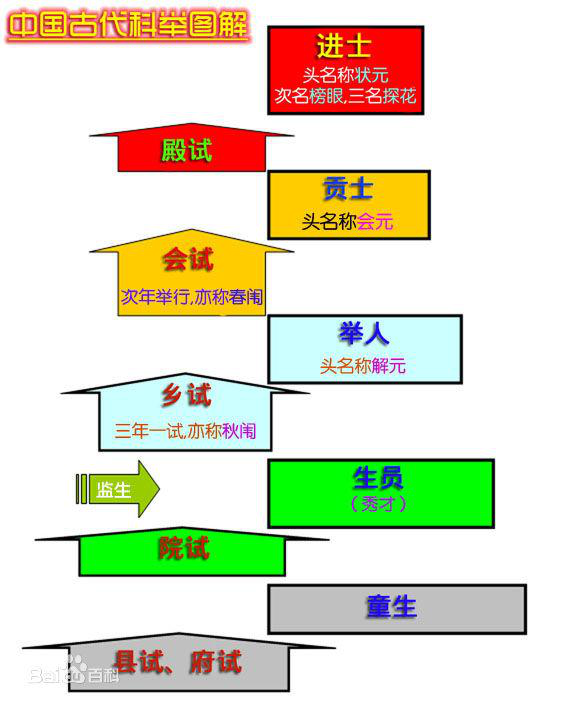 中国古代科举图解
进士
头名称状元
次名榜眼,三名探花
殿试
贡士
头名称会元
会试
次年举行,亦称春闱
举人
头名称解元
乡试
三年一试,亦称秋闱
监生
生员
(秀才)
院试
童生
县试、府试
Bai百科